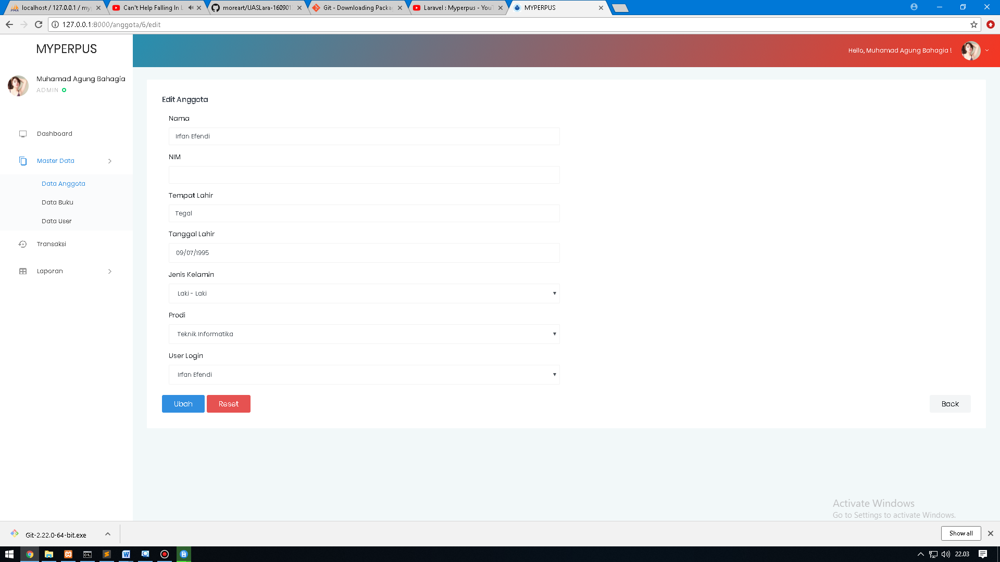 localhost / 127.0.0.1 / my
Can't Help Falling In L
moreart/UASLara-160901
Git - Downloading Packa
Laravel : Myperpus - YouT
MYPERPUS
127.0.0.1:8000/anggota/6/edit
MYPERPUS
Hello, Muhamad Agung Bahagia !
Muhamad Agung Bahagia
ADMIN
Dashboard
Master Data
Data Anggota
Data Buku
Data User
Transaksi
Laporan
Edit Anggota
Nama
Irfan Efendi
NIM
Tempat Lahir
Tegal
Tanggal Lahir
09/07/1995
Jenis Kelamin
Laki - Laki
Prodi
Teknik Informatika
User Login
Irfan Efendi
Ubah
Reset
Back
Activate Windows
Go to Settings to activate Windows.
Git-2.22.0-64-bit.exe
Show all
22.03